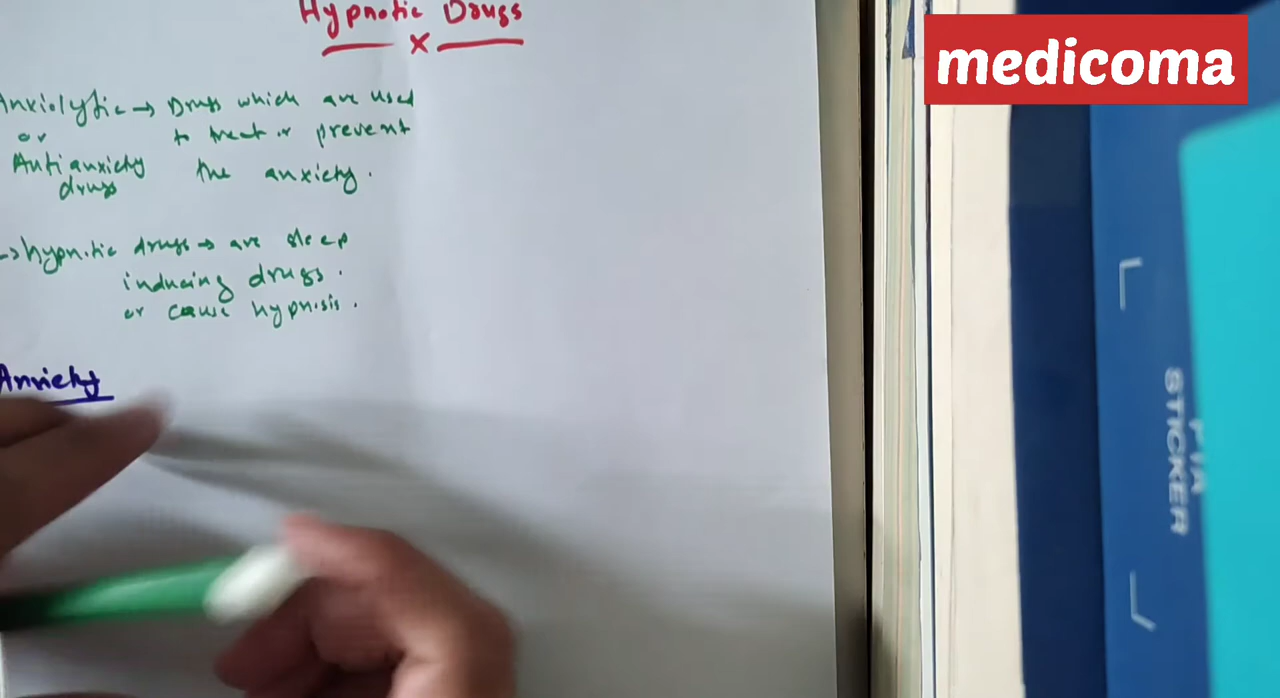 Hypnotic Drugs
x
medicoma
Anxiolytic → Drugs which are used
or to treat or prevent
Antianxiety the anxiety.
drugs
→ hypnotic drugs → are sleep
inducing drugs.
or cause hypnosis.
Anxiety
STICKER